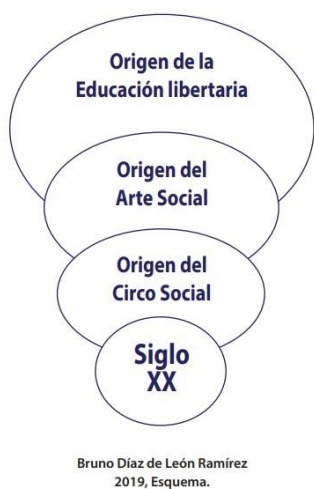 Origen de la
Educación libertaria
Origen del
Arte Social
Origen del
Circo Social
Siglo
XX
Bruno Díaz de León Ramírez
2019, Esquema.